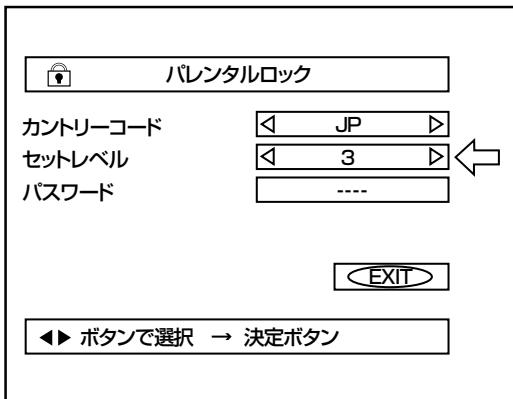 パレンタルロック
カントリーコード ◁ JP ▷
セットレベル ◁ 3 ▷
パスワード ----
EXIT
◀▶ ボタンで選択 → 決定ボタン